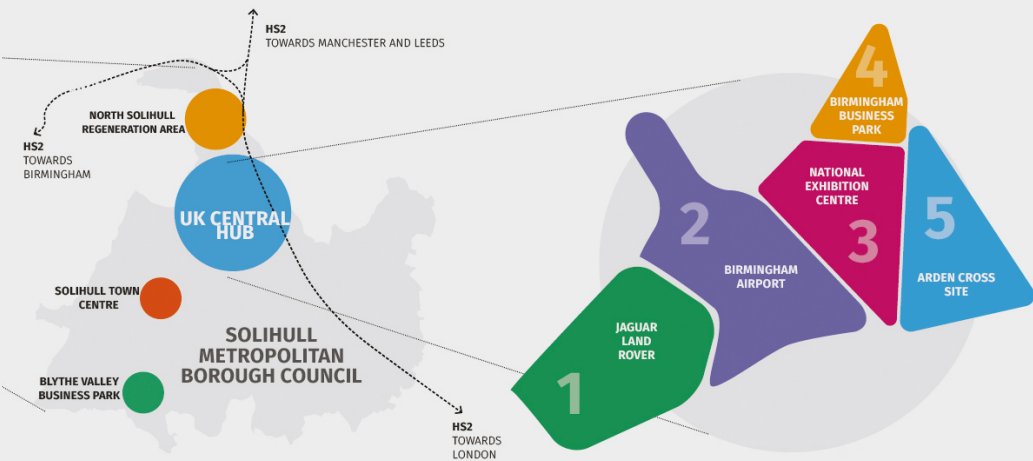 HS2
TOWARDS MANCHESTER AND LEEDS
NORTH SOLIHULL
REGENERATION AREA
HS2
TOWARDS
BIRMINGHAM
UK CENTRAL
HUB
SOLIHULL TOWN
CENTRE
SOLIHULL
METROPOLITAN
BOROUGH COUNCIL
BLYTHE VALLEY
BUSINESS PARK
HS2
TOWARDS
LONDON
1
JAGUAR
LAND
ROVER
2
BIRMINGHAM
AIRPORT
NATIONAL
EXHIBITION
CENTRE
3
4
BIRMINGHAM
BUSINESS
PARK
5
ARDEN CROSS
SITE